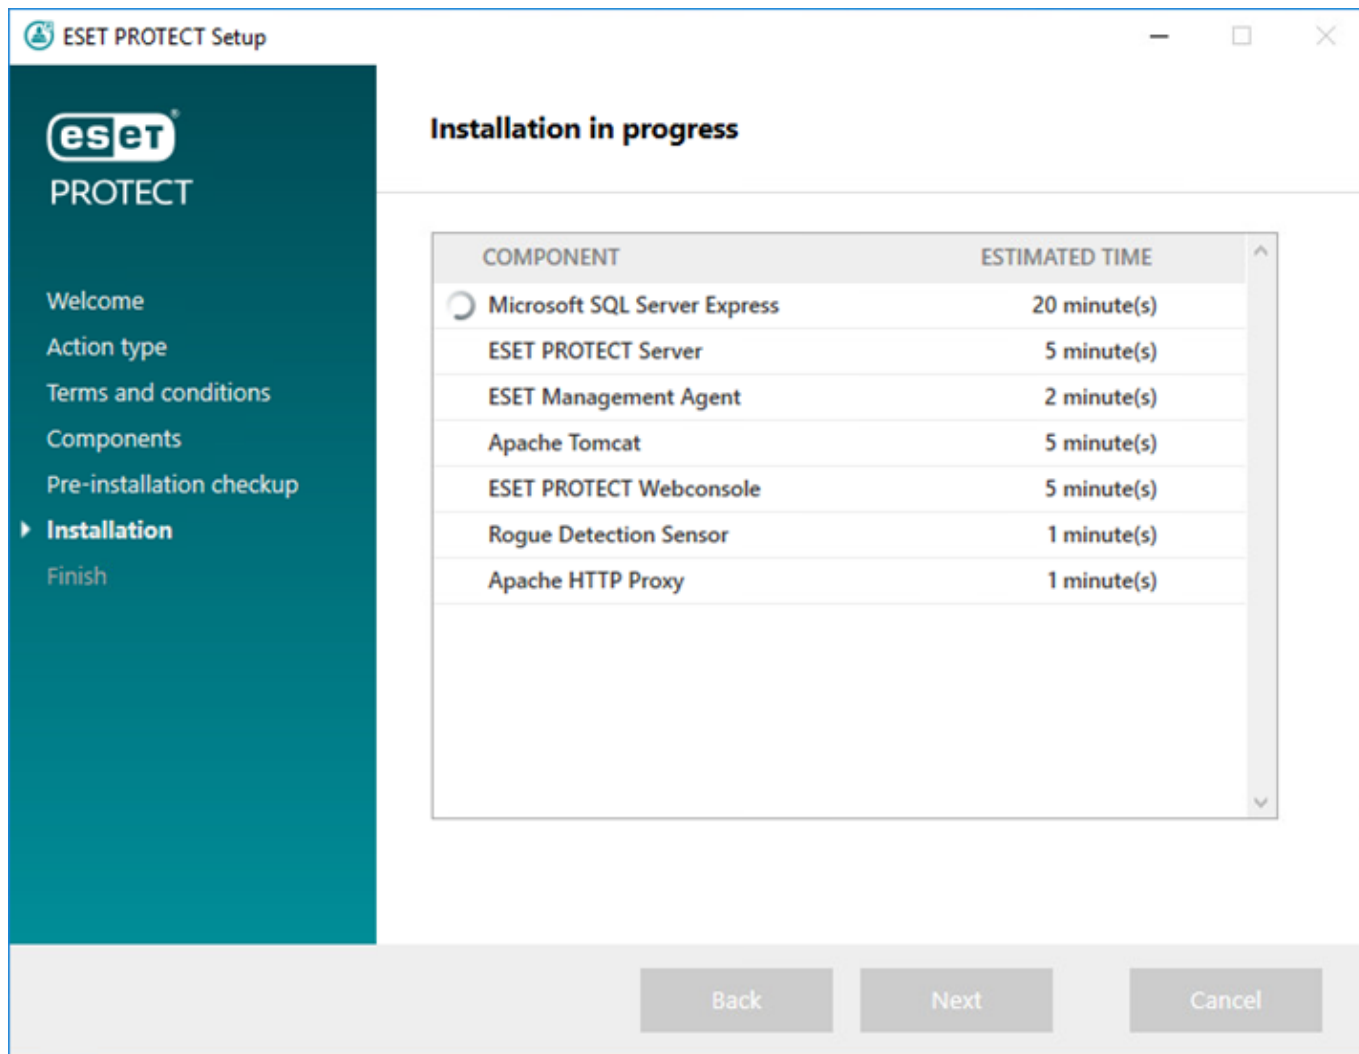 ESET PROTECT Setup
eseT®
PROTECT
Welcome
Action type
Terms and conditions
Components
Pre-installation checkup
Installation
Finish
Installation in progress
COMPONENT ESTIMATED TIME
Microsoft SQL Server Express 20 minute(s)
ESET PROTECT Server 5 minute(s)
ESET Management Agent 2 minute(s)
Apache Tomcat 5 minute(s)
ESET PROTECT Webconsole 5 minute(s)
Rogue Detection Sensor 1 minute(s)
Apache HTTP Proxy 1 minute(s)
Back Next Cancel